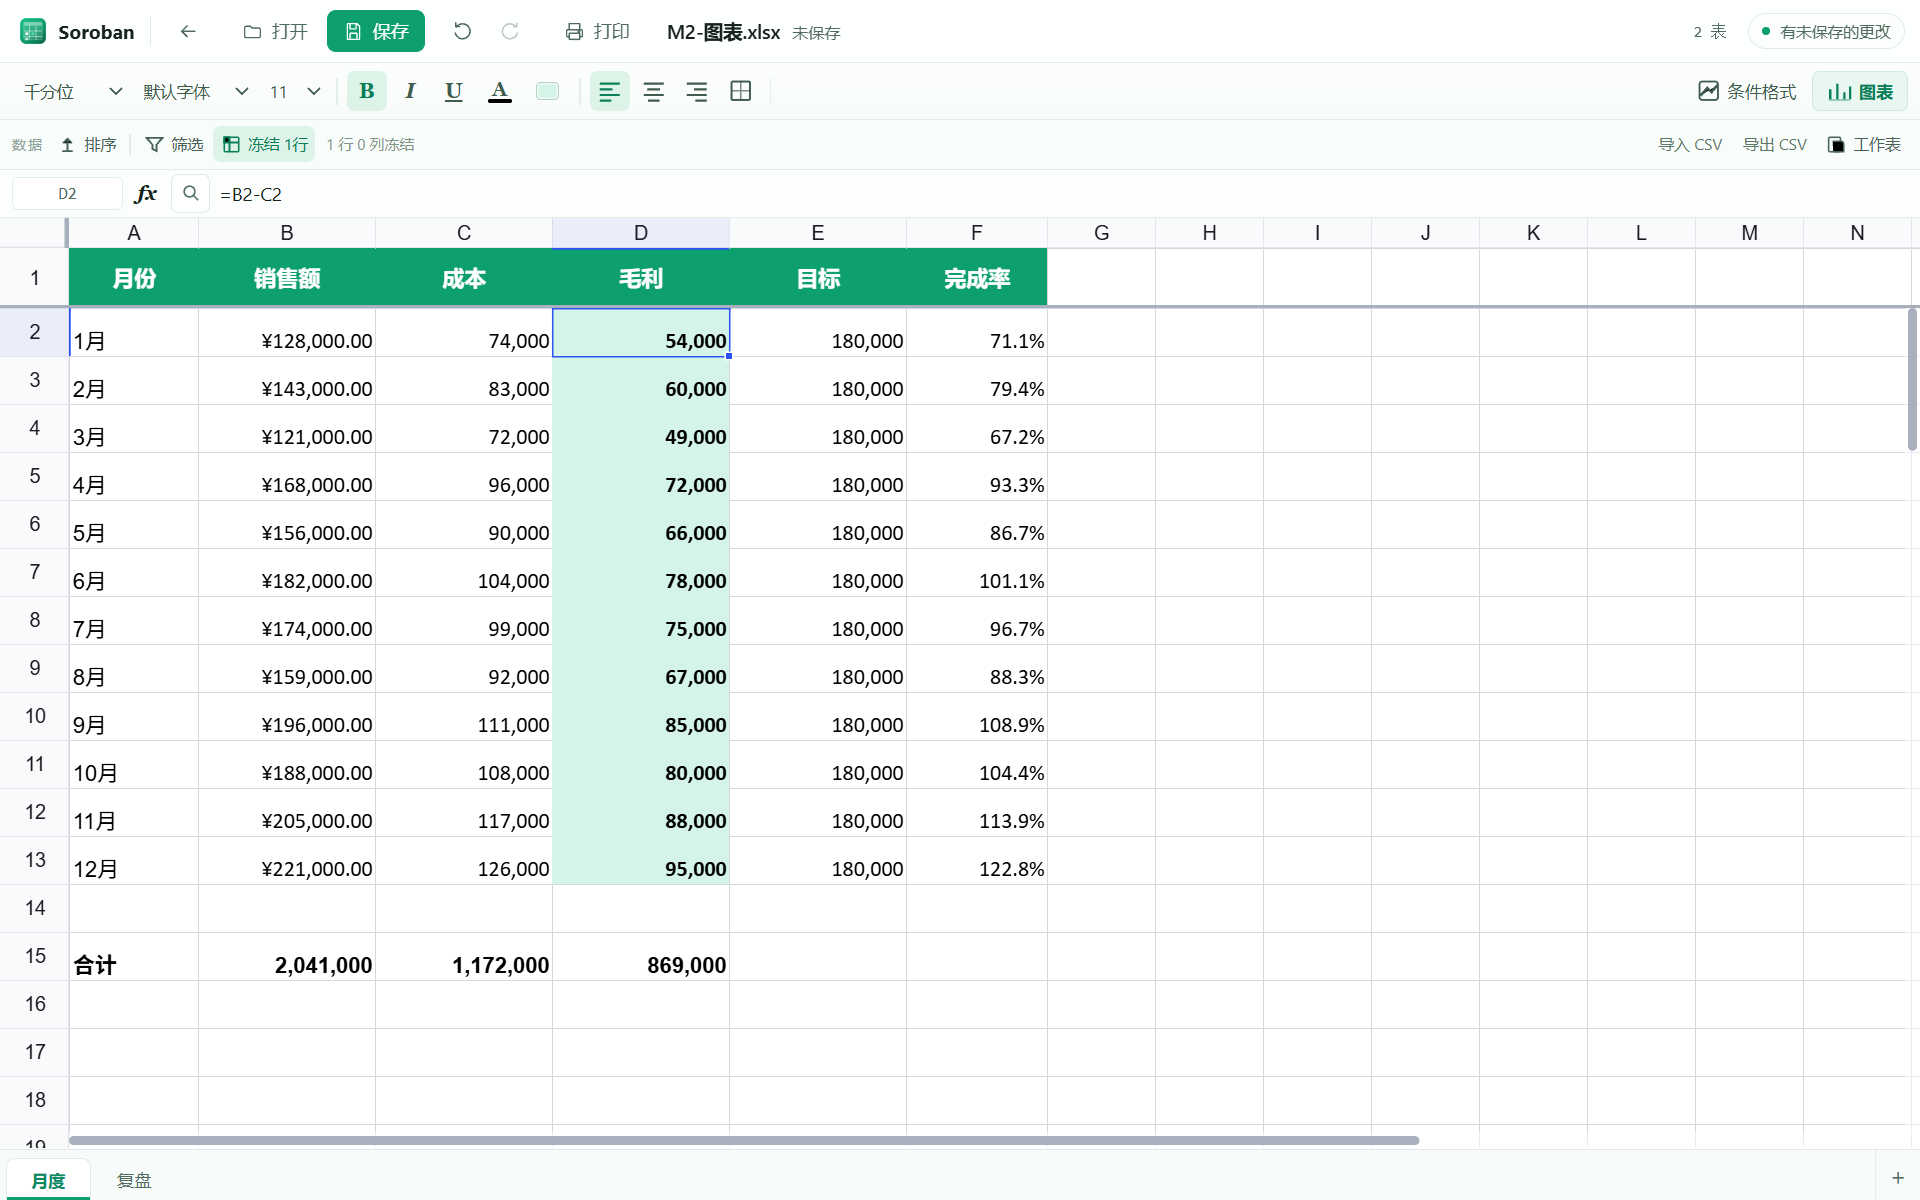 Soroban
打开
保存
打印
M2-图表.xlsx 未保存
2 表
有未保存的更改
千分位
默认字体
11
B
I
U
A
条件格式
图表
数据
排序
筛选
冻结 1行
1 行 0 列冻结
导入 CSV
导出 CSV
工作表
D2
fx
=B2-C2
A B C D E F G H I J K L M N
1 月份 销售额 成本 毛利 目标 完成率
2 1月 ¥128,000.00 74,000 54,000 180,000 71.1%
3 2月 ¥143,000.00 83,000 60,000 180,000 79.4%
4 3月 ¥121,000.00 72,000 49,000 180,000 67.2%
5 4月 ¥168,000.00 96,000 72,000 180,000 93.3%
6 5月 ¥156,000.00 90,000 66,000 180,000 86.7%
7 6月 ¥182,000.00 104,000 78,000 180,000 101.1%
8 7月 ¥174,000.00 99,000 75,000 180,000 96.7%
9 8月 ¥159,000.00 92,000 67,000 180,000 88.3%
10 9月 ¥196,000.00 111,000 85,000 180,000 108.9%
11 10月 ¥188,000.00 108,000 80,000 180,000 104.4%
12 11月 ¥205,000.00 117,000 88,000 180,000 113.9%
13 12月 ¥221,000.00 126,000 95,000 180,000 122.8%
14
15 合计 2,041,000 1,172,000 869,000
16
17
18
19
月度
复盘